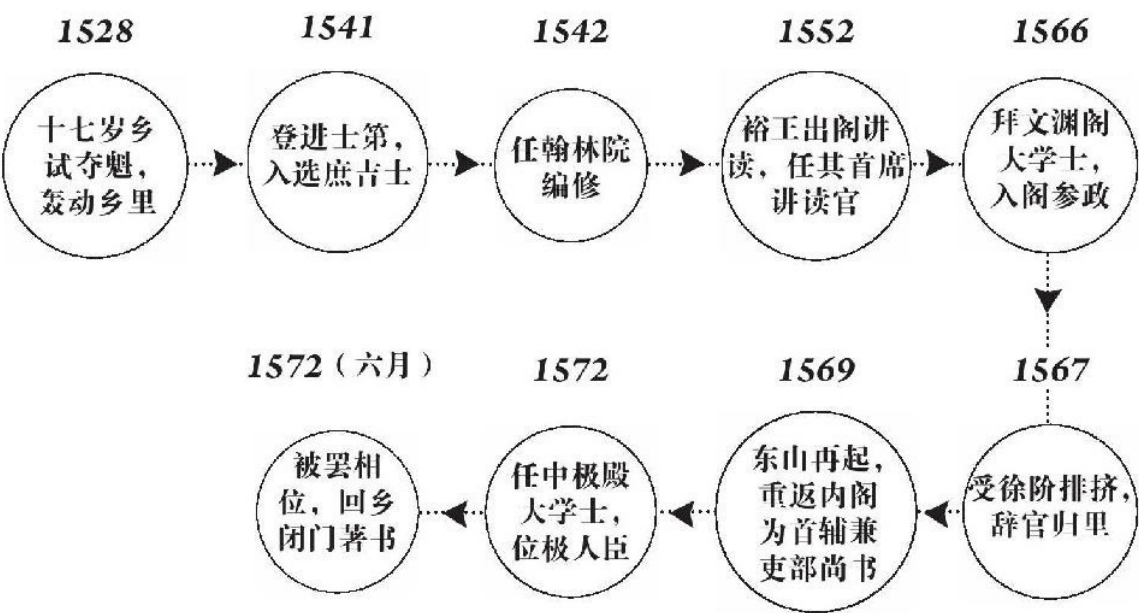 1528
十七岁乡
试夺魁，
轰动乡里
1541
登进士第，
入选庶吉士
1542
任翰林院
编修
1552
裕王出阁讲
读，任其首席
讲读官
1566
拜文渊阁
大学士，
入阁参政
1567
受徐阶排挤，
辞官归里
1569
东山再起，
重返内阁
为首辅兼
吏部尚书
1572
任中极殿
大学士，
位极人臣
1572（六月）
被罢相
位，回乡
闭门著书